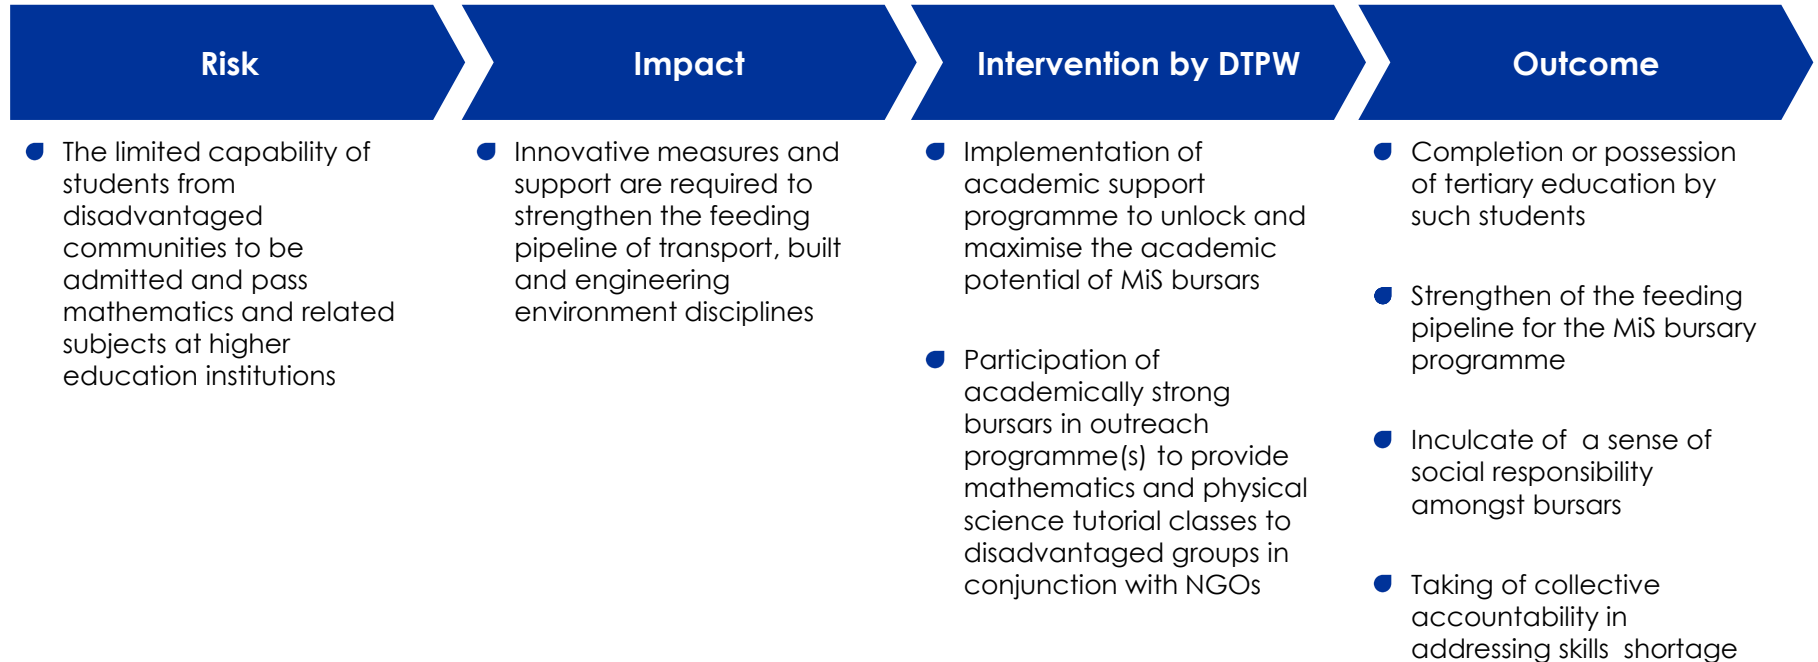 Risk
Impact
Intervention by DTPW
Outcome
The limited capability of
students from
disadvantaged
communities to be
admitted and pass
mathematics and related
subjects at higher
education institutions
Innovative measures and
support are required to
strengthen the feeding
pipeline of transport, built
and engineering
environment disciplines
Implementation of
academic support
programme to unlock and
maximise the academic
potential of MiS bursars
Participation of
academically strong
bursars in outreach
programme(s) to provide
mathematics and physical
science tutorial classes to
disadvantaged groups in
conjunction with NGOs
Completion or possession
of tertiary education by
such students
Strengthen of the feeding
pipeline for the MiS bursary
programme
Inculcate of  a sense of
social responsibility
amongst bursars
Taking of collective
accountability in
addressing skills  shortage